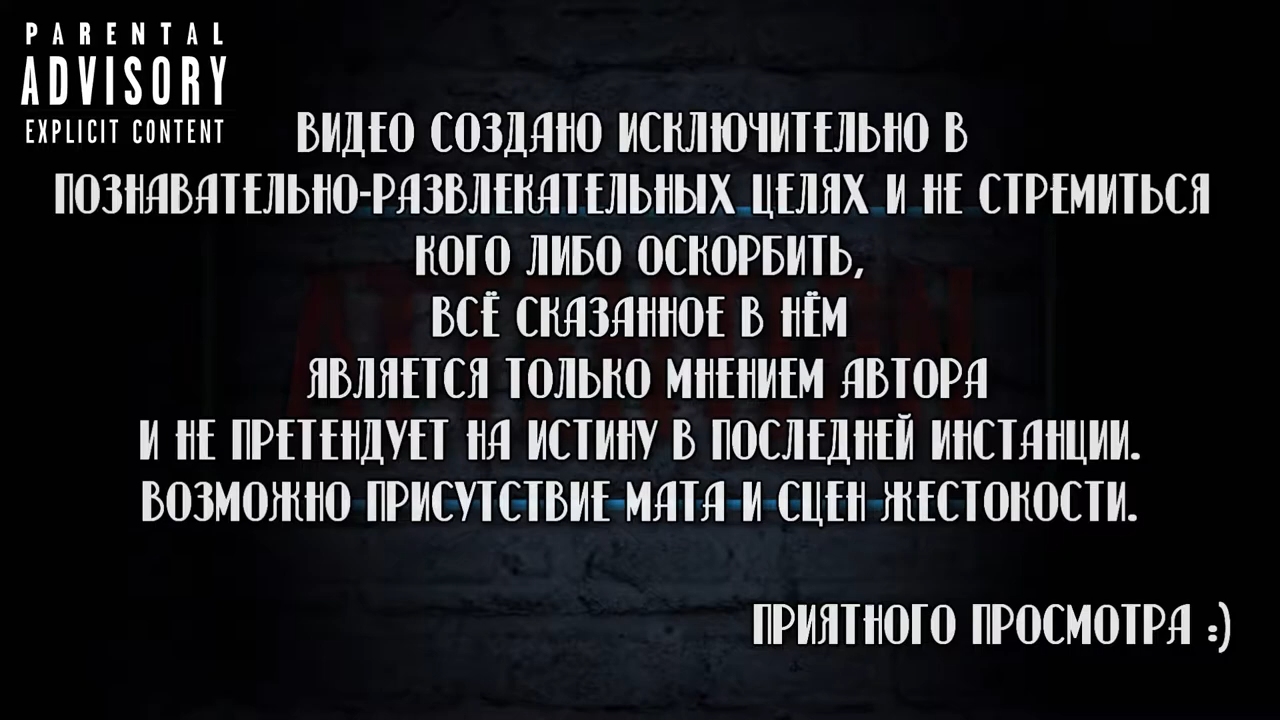 PARENTAL
ADVISORY
EXPLICIT CONTENT
ВИДЕО СОЗДАНО ИСКЛЮЧИТЕЛЬНО В
ПОЗНАВАТЕЛЬНО-РАЗВЛЕКАТЕЛЬНЫХ ЦЕЛЯХ И НЕ СТРЕМИТЬСЯ
КОГО ЛИБО ОСКОРБИТЬ,
ВСЁ СКАЗАННОЕ В НЁМ
ЯВЛЯЕТСЯ ТОЛЬКО МНЕНИЕМ АВТОРА
И НЕ ПРЕТЕНДУЕТ НА ИСТИНУ В ПОСЛЕДНЕЙ ИНСТАНЦИИ.
ВОЗМОЖНО ПРИСУТСТВИЕ МАТА И СЦЕН ЖЕСТОКОСТИ.
ПРИЯТНОГО ПРОСМОТРА :)